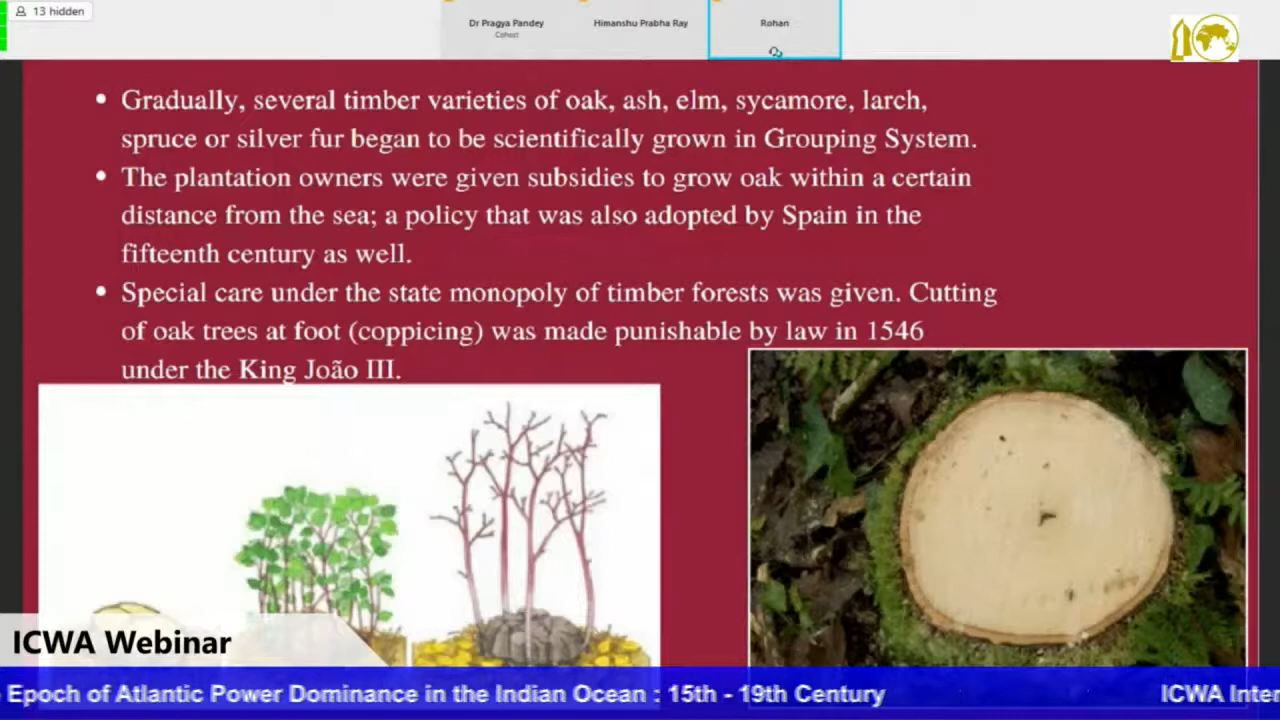 13 hidden
Dr Pragya Pandey
Cohost
Himanshu Prabha Ray
Rohan
• Gradually, several timber varieties of oak, ash, elm, sycamore, larch,
spruce or silver fur began to be scientifically grown in Grouping System.
• The plantation owners were given subsidies to grow oak within a certain
distance from the sea; a policy that was also adopted by Spain in the
fifteenth century as well.
• Special care under the state monopoly of timber forests was given. Cutting
of oak trees at foot (coppicing) was made punishable by law in 1546
under the King João III.
ICWA Webinar
Epoch of Atlantic Power Dominance in the Indian Ocean : 15th - 19th Century
ICWA Inter